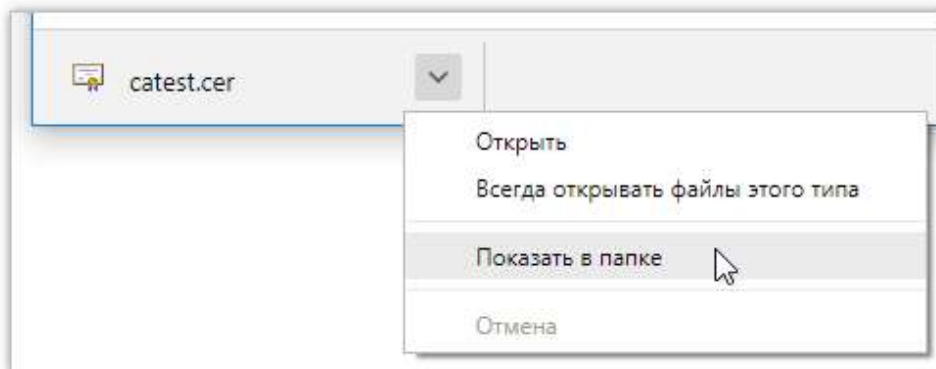 catest.cer
Открыть
Всегда открывать файлы этого типа
Показать в папке
Отмена